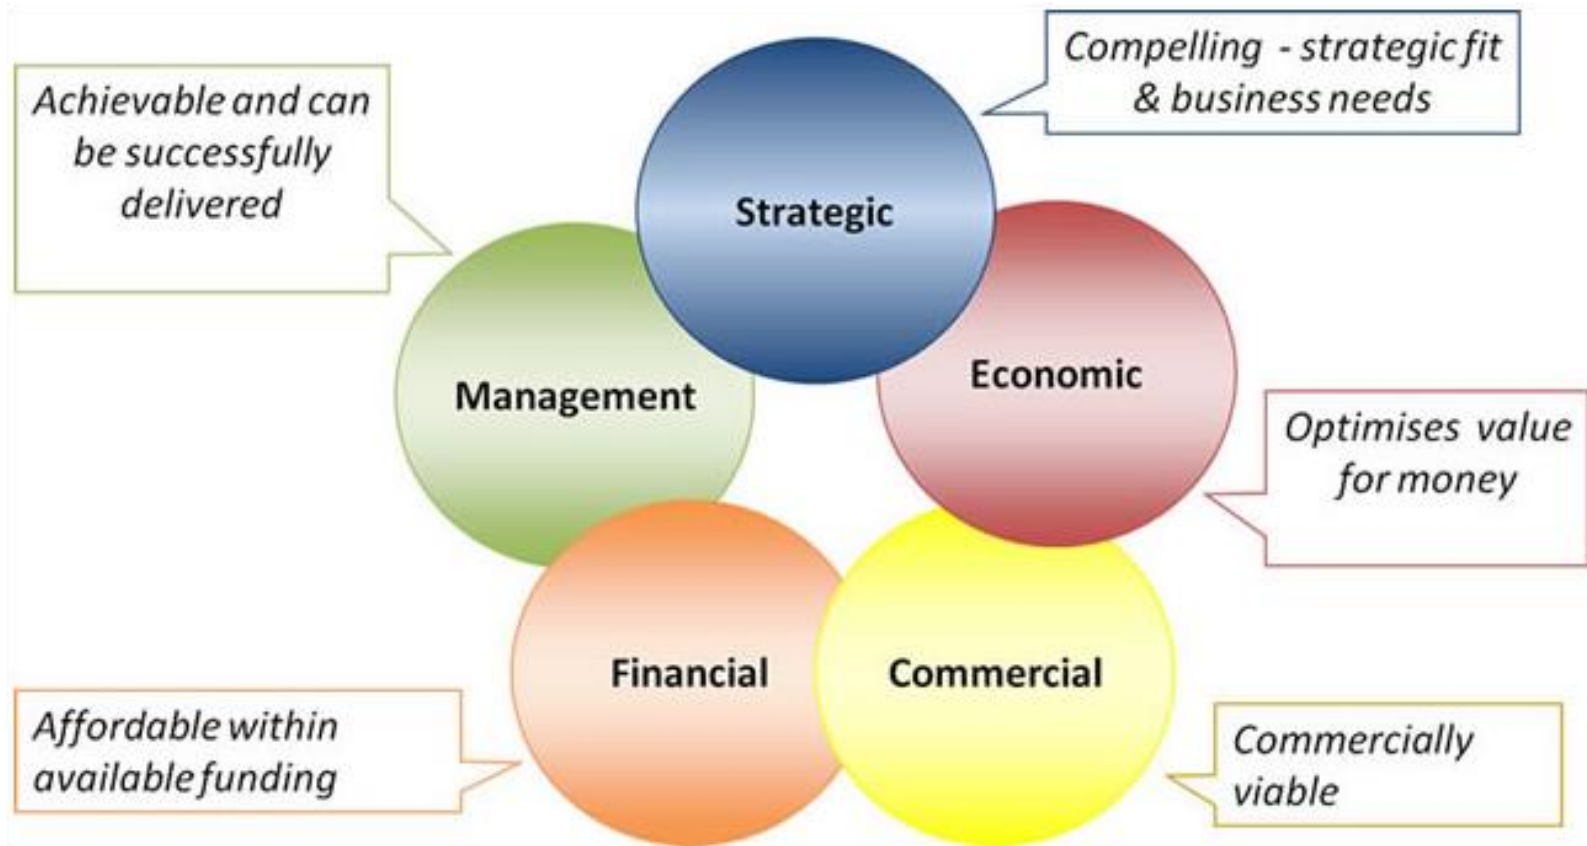 Compelling - strategic fit
& business needs
Achievable and can
be successfully
delivered
Strategic
Economic
Management
Optimises value
for money
Financial
Commercial
Affordable within
available funding
Commercially
viable